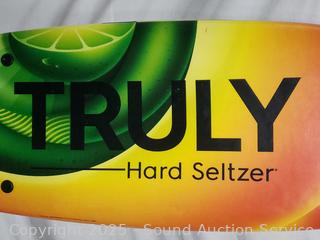 TRULY
Hard Seltzer
Copyright 2025 - Sound Auction Service